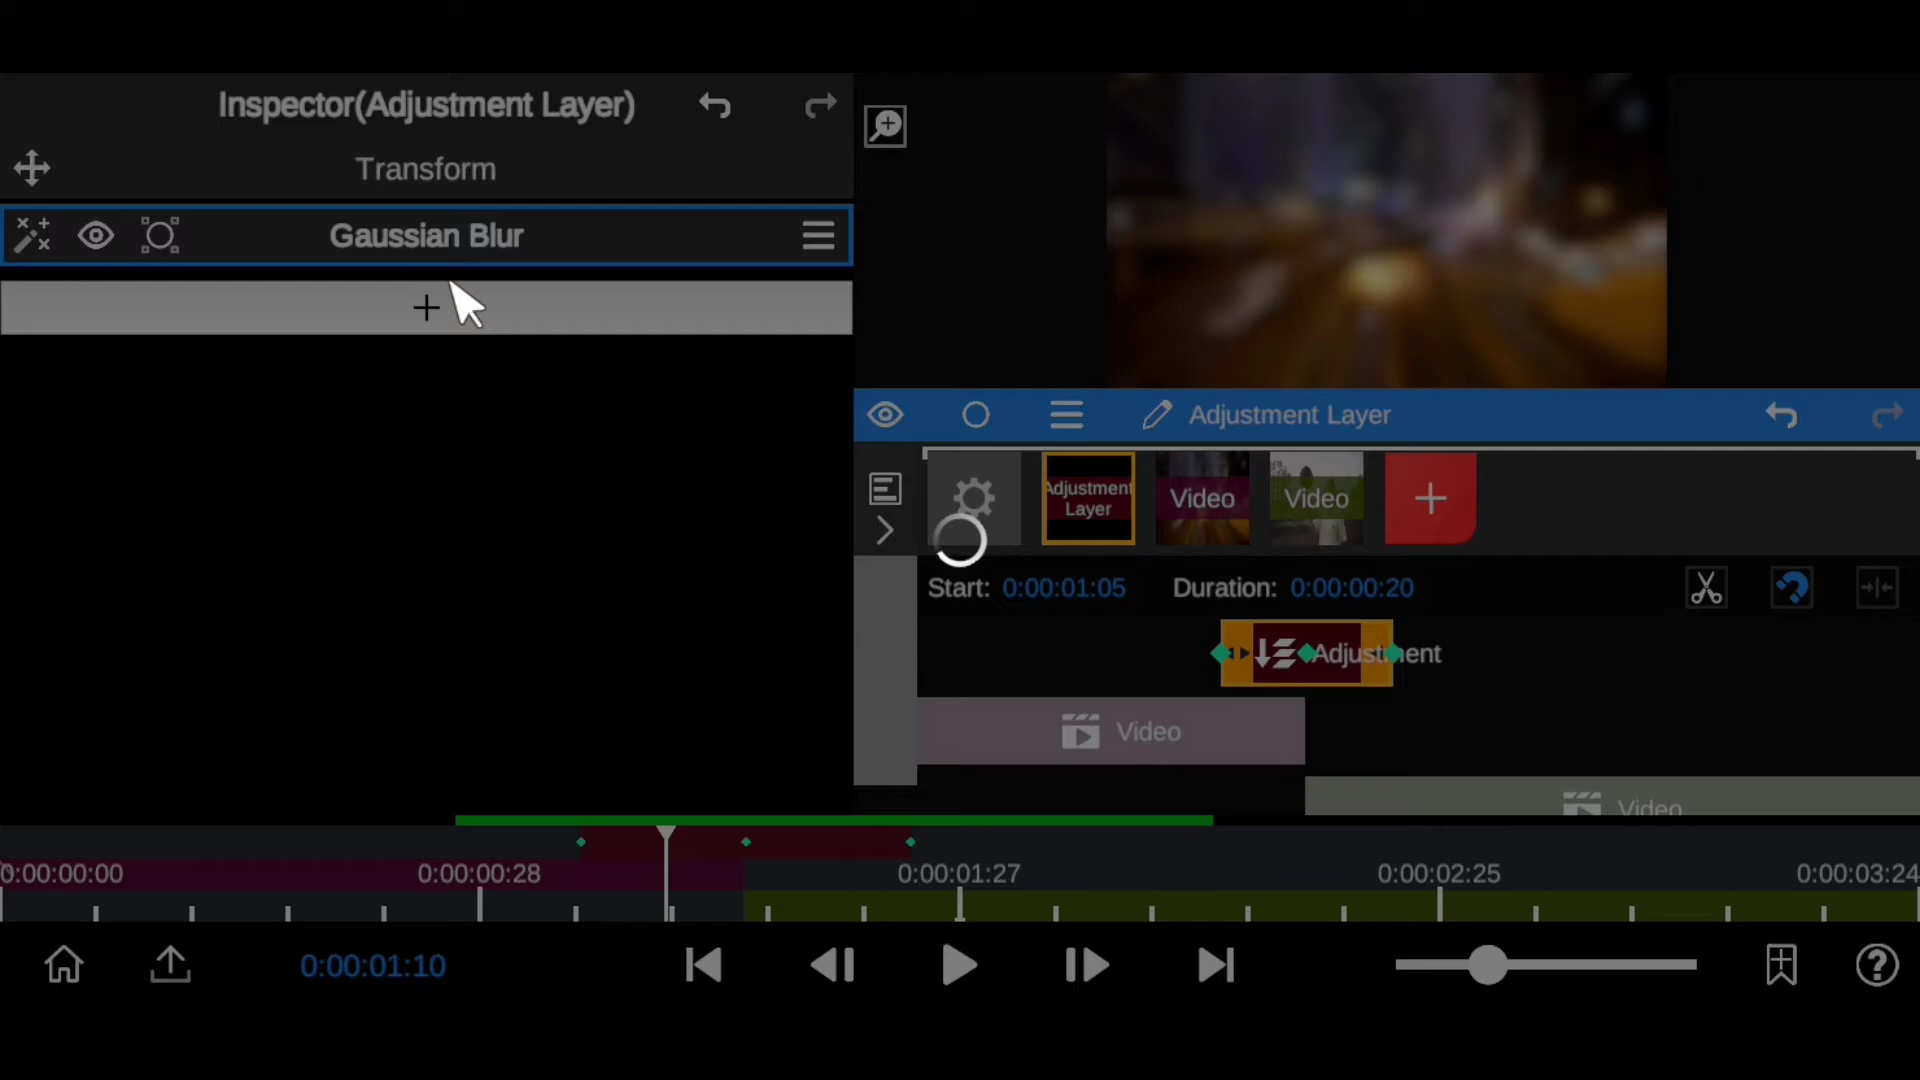 Inspector(Adjustment Layer)
Transform
Gaussian Blur
Adjustment Layer
Adjustment
Layer
Video
Video
Start: 0:00:01:05 Duration: 0:00:00:20
Adjustment
Video
Video
0:00:00:00 0:00:00:28 0:00:01:27 0:00:02:25 0:00:03:24
0:00:01:10